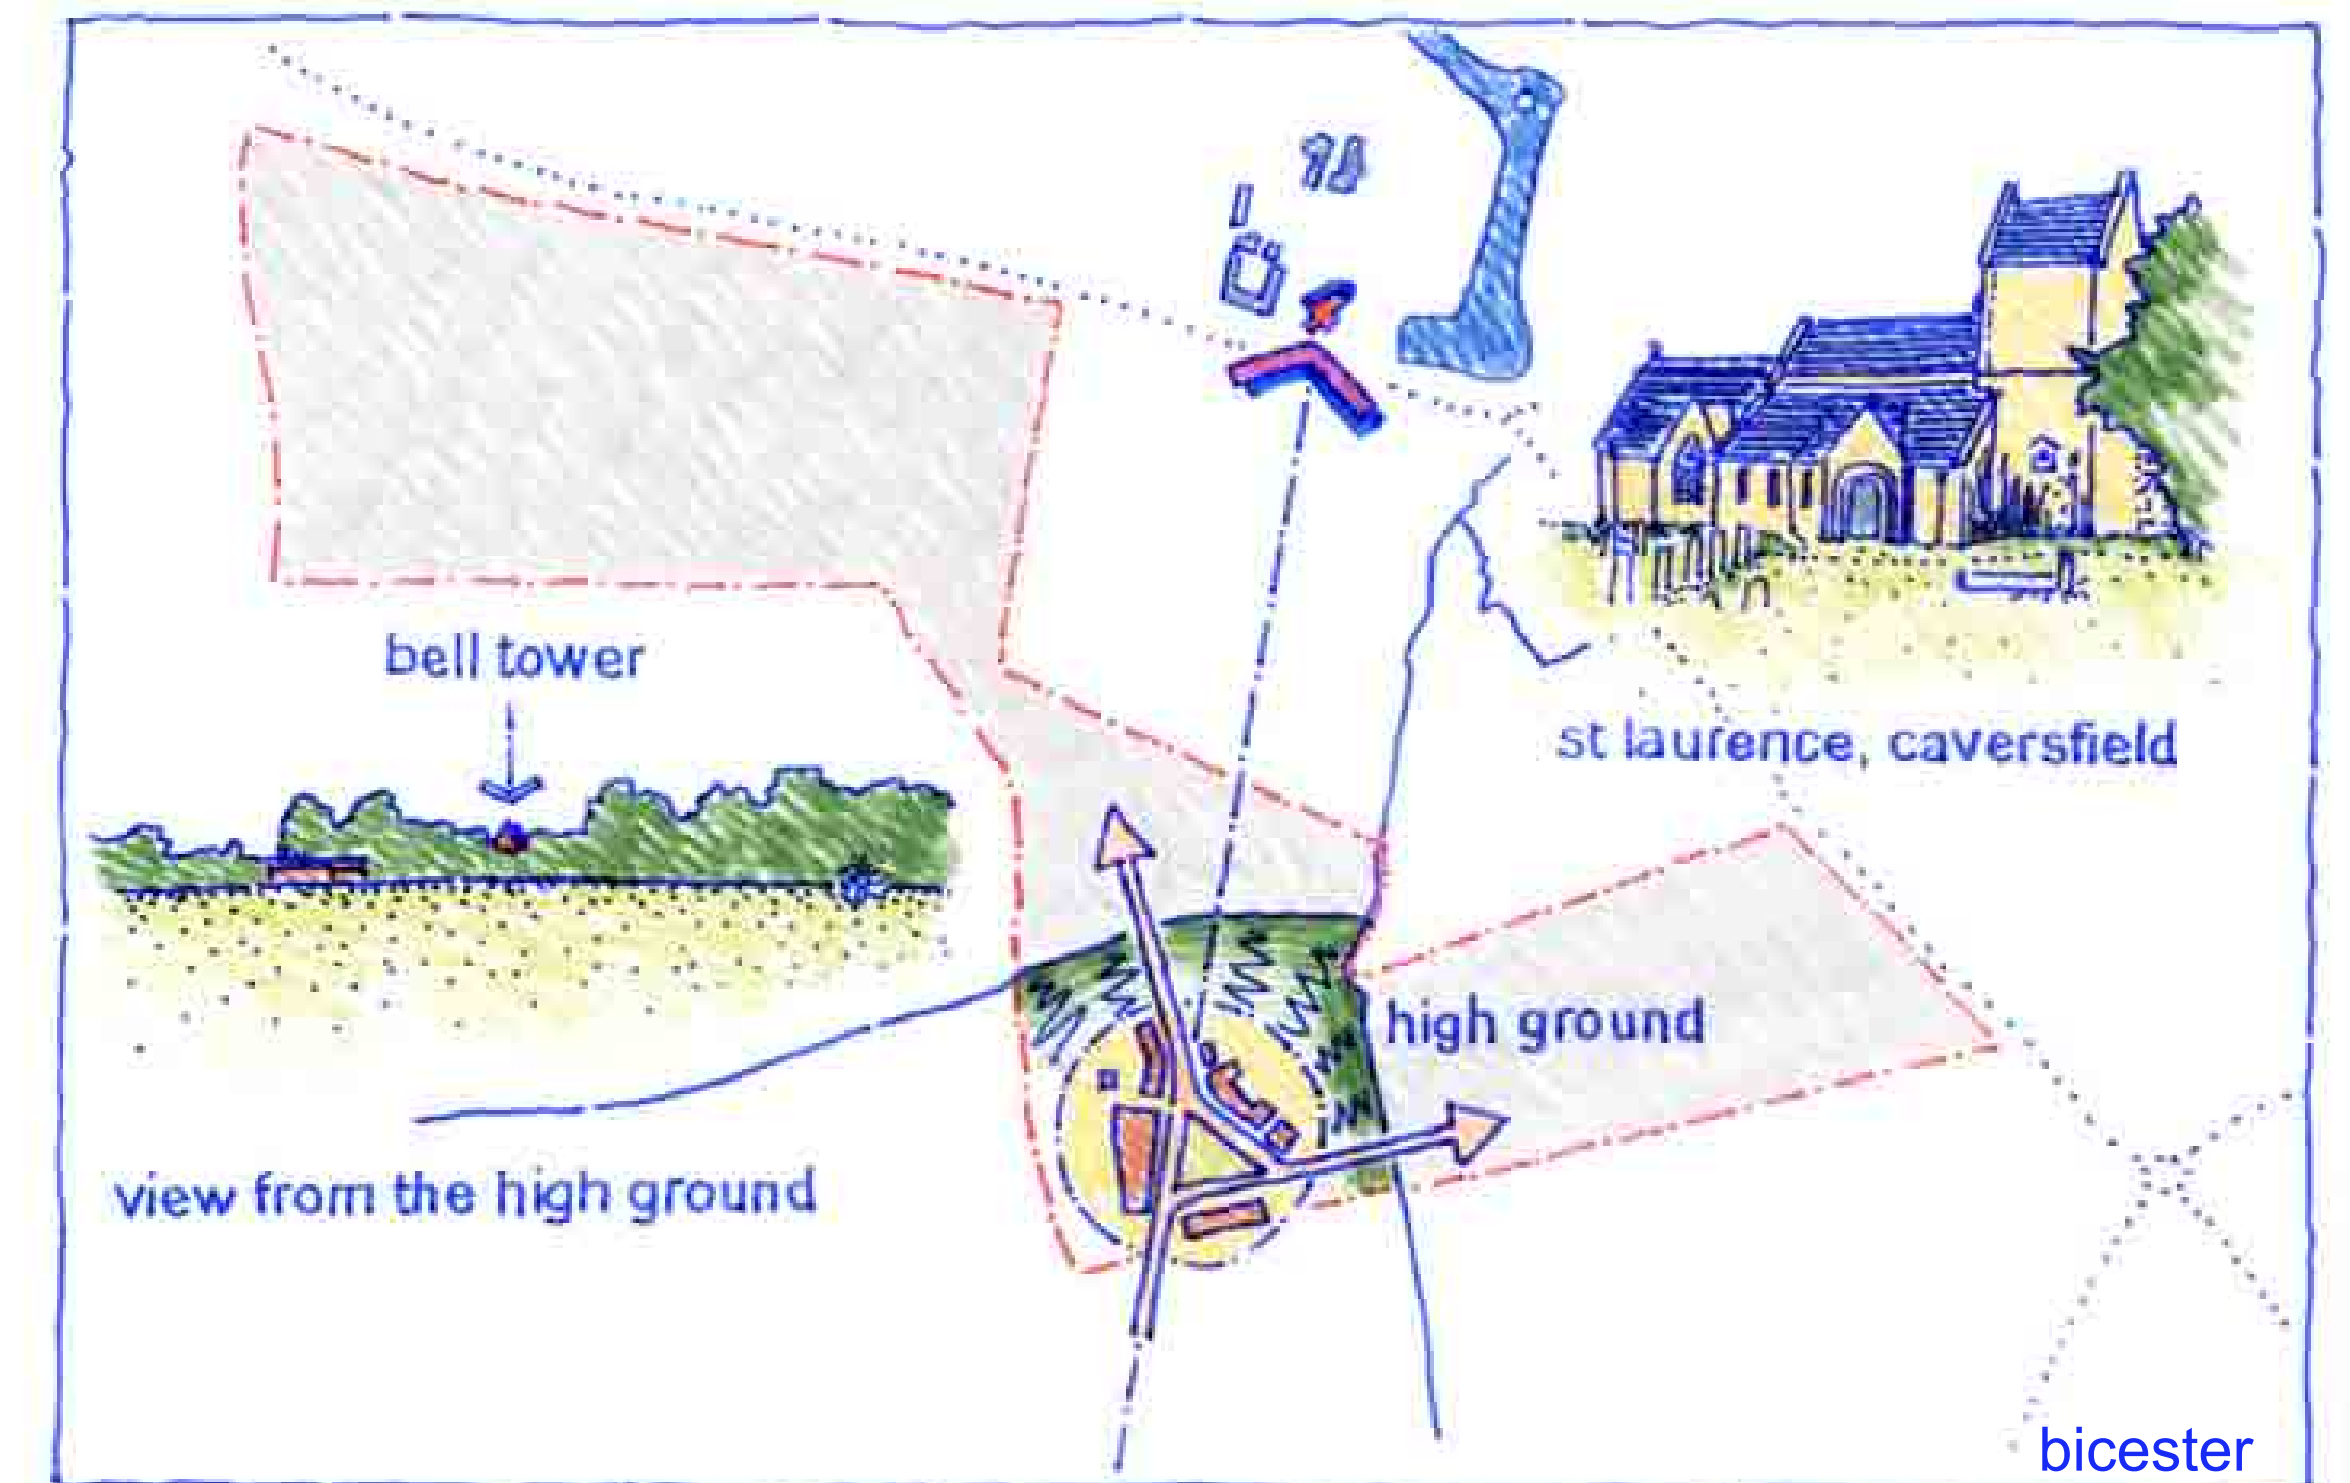 bell tower
st laurence, caversfield
high ground
view from the high ground
bicester